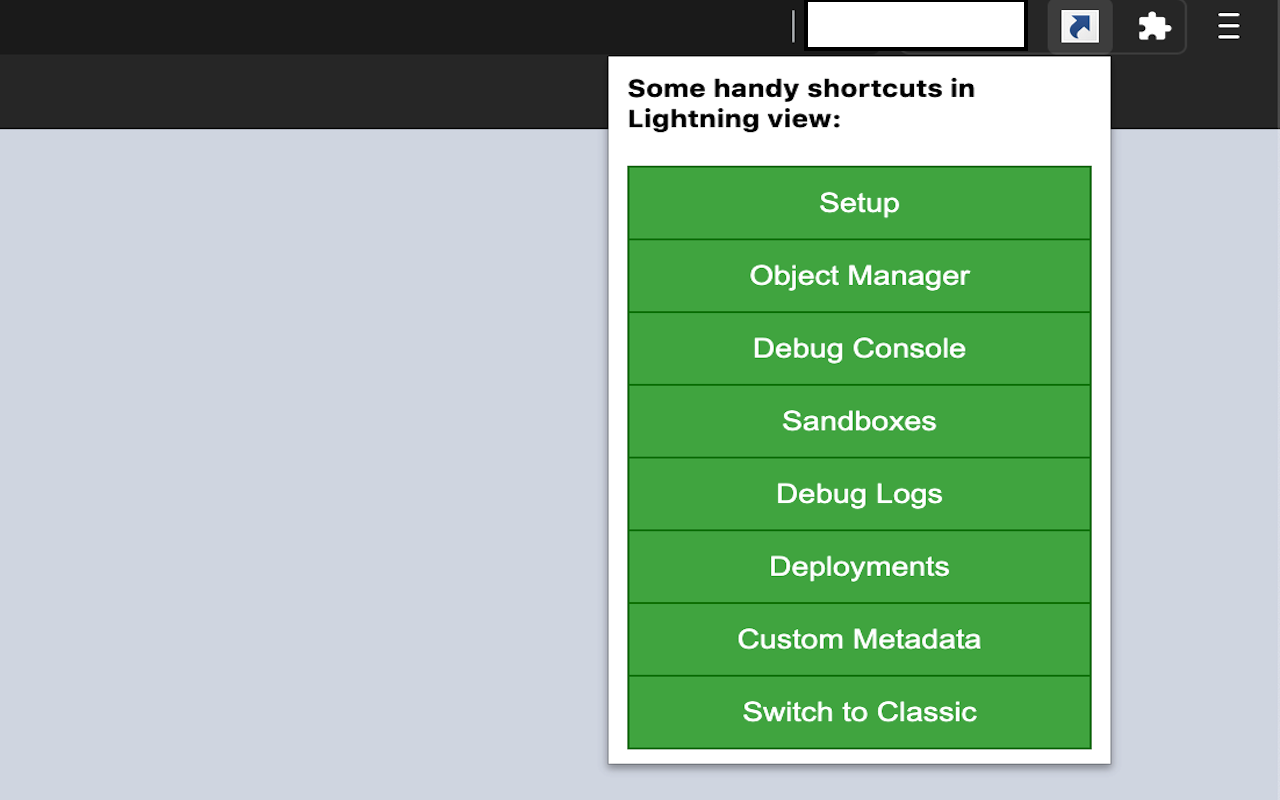 Some handy shortcuts in
Lightning view:
Setup
Object Manager
Debug Console
Sandboxes
Debug Logs
Deployments
Custom Metadata
Switch to Classic